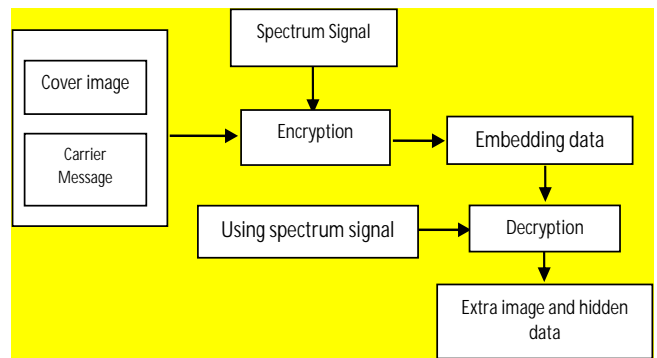 Spectrum Signal
Cover image
Carrier
Message
Encryption
Embedding data
Using spectrum signal
Decryption
Extra image and hidden
data